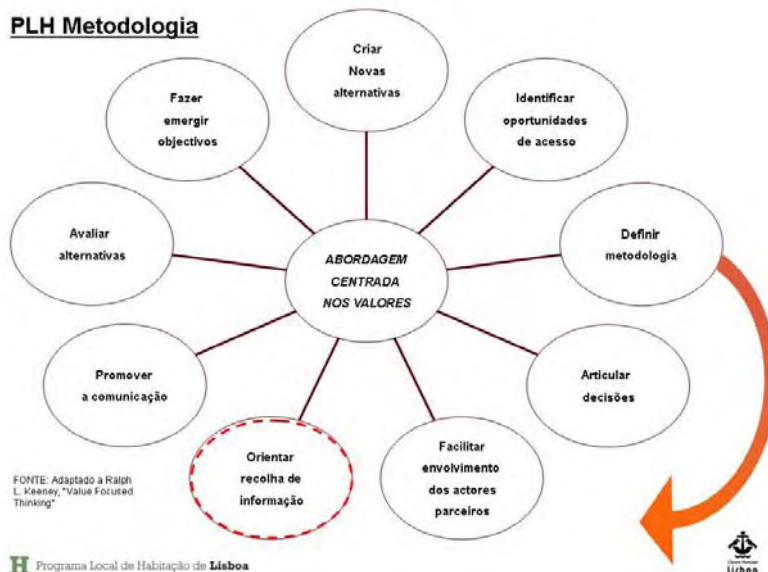 PLH Metodologia
Criar
Novas
alternativas
Fazer
emergir
objectivos
Identificar
oportunidades
de acesso
Avaliar
alternativas
ABORDAGEM
CENTRADA
NOS VALORES
Definir
metodologia
Promover
a comunicação
Articular
decisões
Orientar
recolha de
informação
Facilitar
envolvimento
dos actores
parceiros
FONTE: Adaptado a Ralph
L. Keeney, "Value Focused
Thinking"
H Programa Local de Habitação de Lisboa
Câmara Municipal
Lisboa